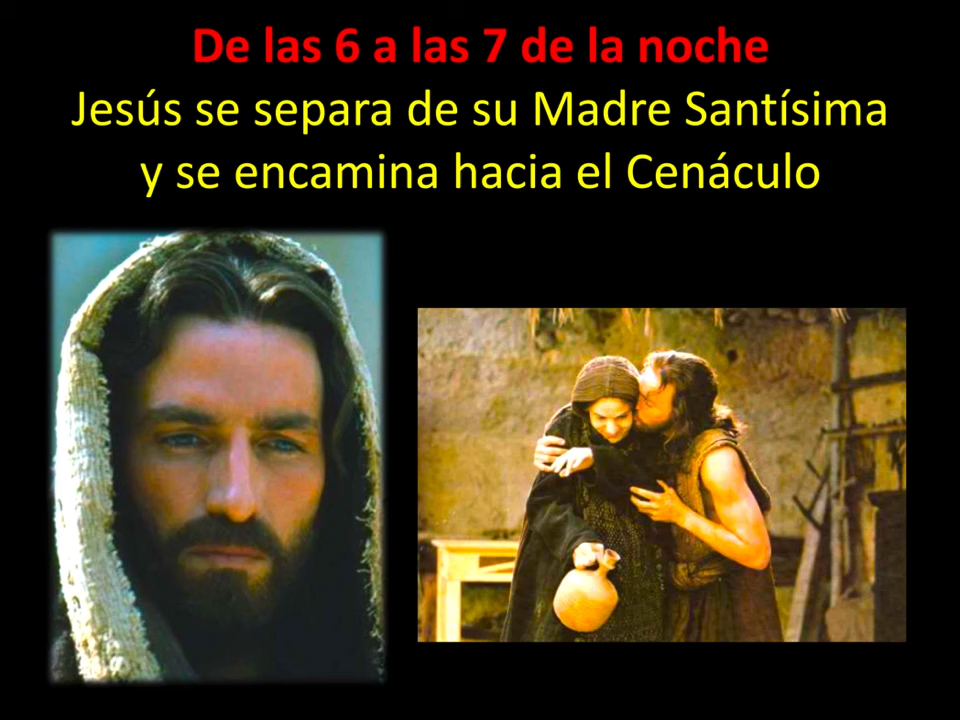 De las 6 a las 7 de la noche
Jesús se separa de su Madre Santísima
y se encamina hacia el Cenáculo